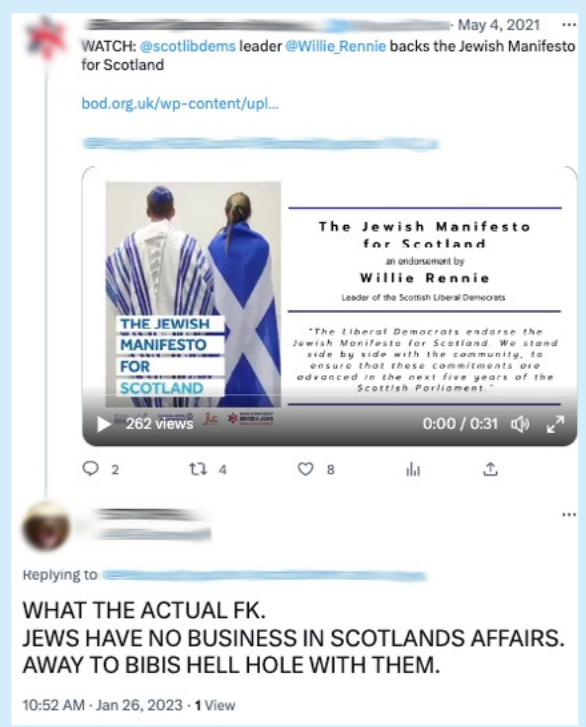 May 4, 2021
WATCH: @scotlibdems leader @Willie_Rennie backs the Jewish Manifesto
for Scotland
bod.org.uk/wp-content/upl...
The Jewish Manifesto
for Scotland
an endorsement by
Willie Rennie
Leader of the Scottish Liberal Democrats
"The Liberal Democrats endorse the
Jewish Manifesto for Scotland. We stand
side by side with the community, to
ensure that these commitments are
advanced in the next five years of the
Scottish Parliament."
THE JEWISH
MANIFESTO
FOR
SCOTLAND
262 views
0:00 / 0:31
2 4 8
Replying to
WHAT THE ACTUAL FK.
JEWS HAVE NO BUSINESS IN SCOTLANDS AFFAIRS.
AWAY TO BIBIS HELL HOLE WITH THEM.
10:52 AM · Jan 26, 2023 · 1 View